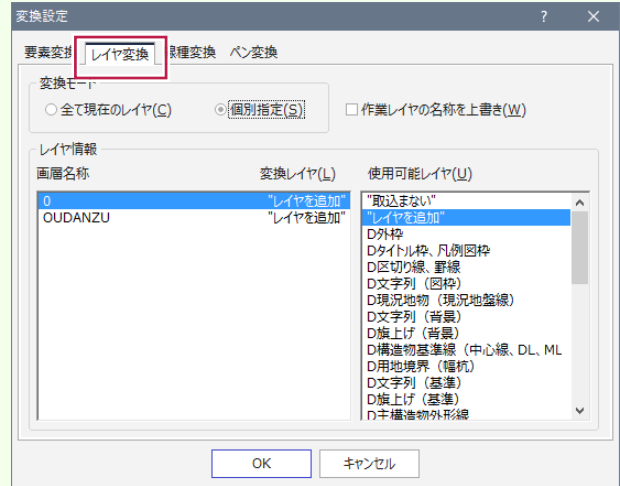 変換設定
? ×
要素変換 レイヤ変換 線種変換 ペン変換
変換モード
全て現在のレイヤ(C) 個別指定(S) 作業レイヤの名称を上書き(W)
レイヤ情報
画層名称 変換レイヤ(L) 使用可能レイヤ(U)
0 "レイヤを追加"
OUDANZU "レイヤを追加"
"取込まない"
"レイヤを追加"
D外枠
Dタイトル枠、凡例図枠
D区切り線、罫線
D文字列（図枠）
D現況地物（現況地盤線）
D文字列（背景）
D旗上げ（背景）
D構造物基準線（中心線、DL、ML
D用地境界（幅杭）
D文字列（基準）
D旗上げ（基準）
D主構造物外形線
OK キャンセル